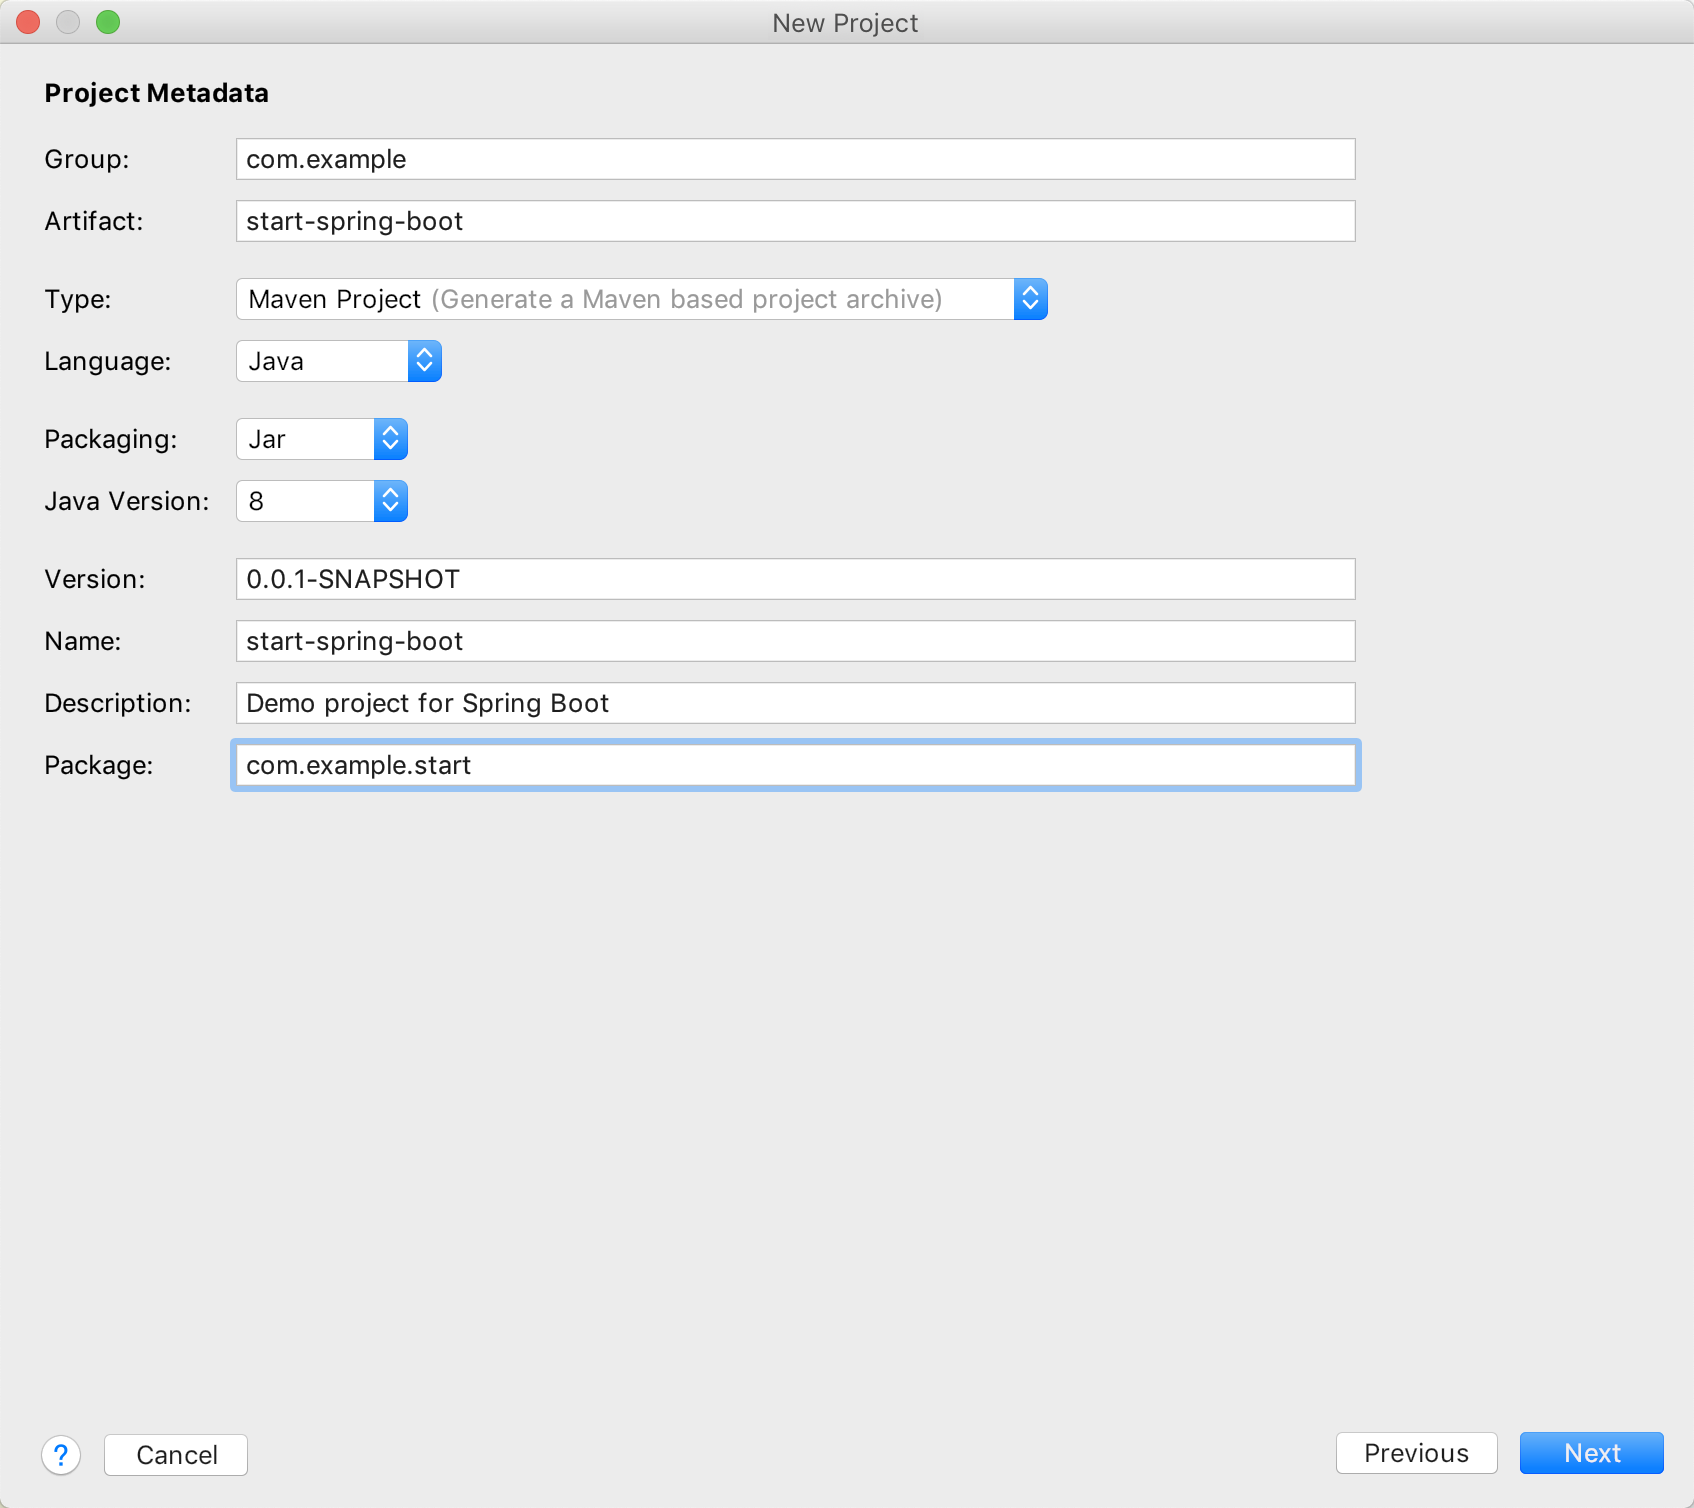 New Project
Project Metadata
Group: com.example
Artifact: start-spring-boot
Type: Maven Project (Generate a Maven based project archive)
Language: Java
Packaging: Jar
Java Version: 8
Version: 0.0.1-SNAPSHOT
Name: start-spring-boot
Description: Demo project for Spring Boot
Package: com.example.start
? Cancel Previous Next